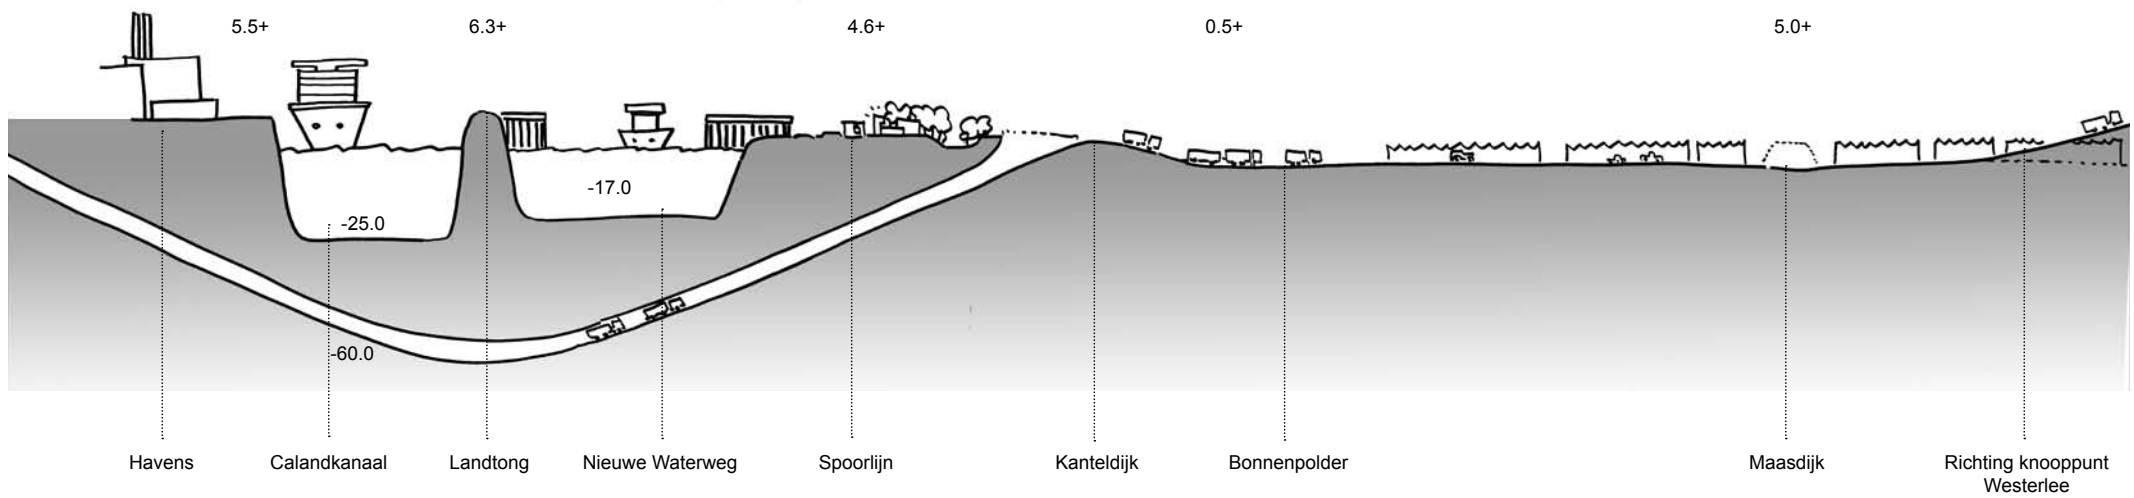 5.5+
6.3+
4.6+
0.5+
5.0+
-17.0
-25.0
-60.0
Havens
Calandkanaal
Landtong
Nieuwe Waterweg
Spoorlijn
Kanteldijk
Bonnenpolder
Maasdijk
Richting knooppunt
Westerlee